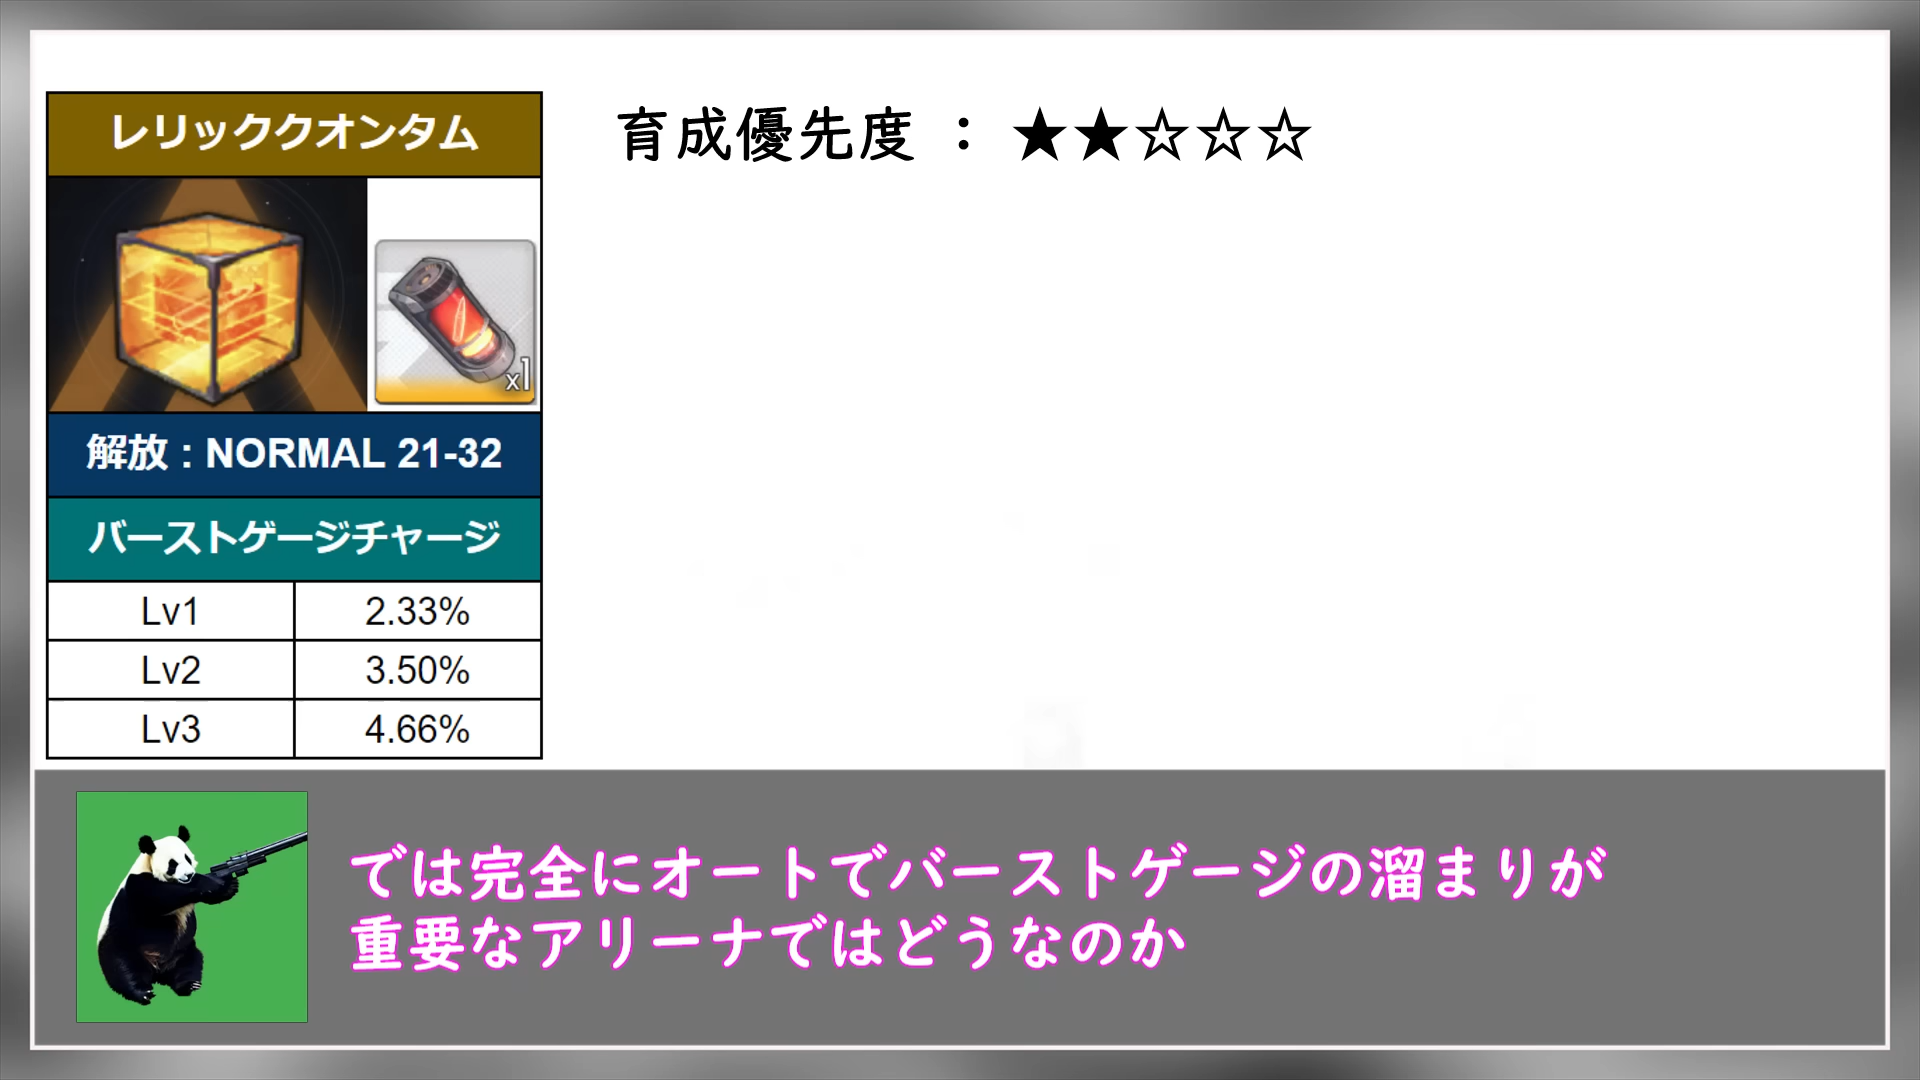 レリッククオンタム
育成優先度 ： ★★☆☆☆
x1
解放：NORMAL 21-32
バーストゲージチャージ
Lv1 2.33%
Lv2 3.50%
Lv3 4.66%
では完全にオートでバーストゲージの溜まりが
重要なアリーナではどうなのか